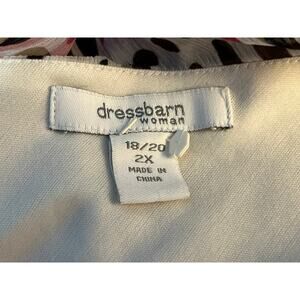 dressbarn
woman
18/20
2X
MADE IN
CHINA